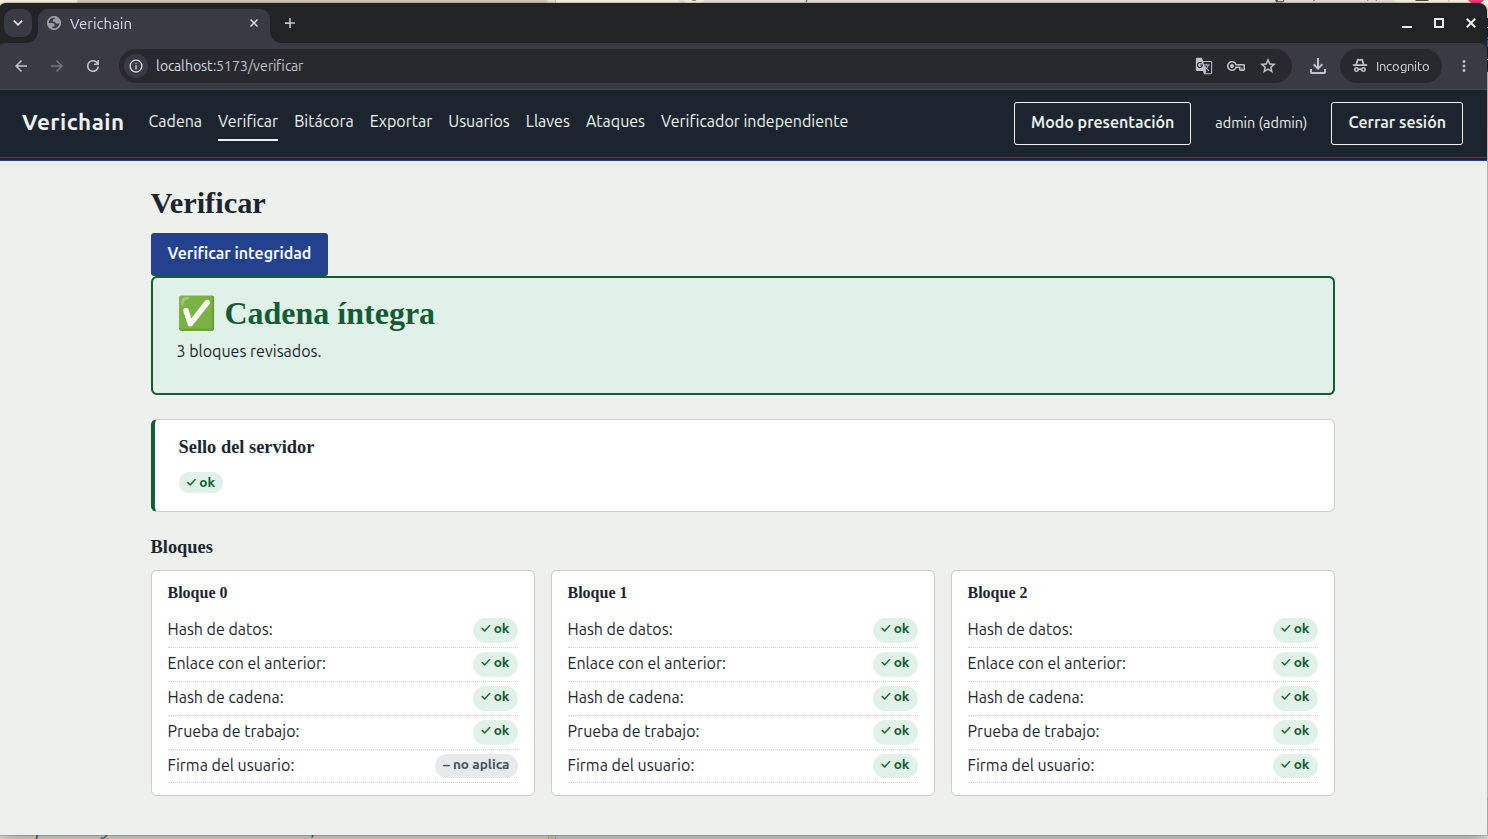 Verichain
localhost:5173/verificar
Incognito
Verichain Cadena Verificar Bitácora Exportar Usuarios Llaves Ataques Verificador independiente Modo presentación admin (admin) Cerrar sesión
Verificar
Verificar integridad
✅ Cadena íntegra
3 bloques revisados.
Sello del servidor
✓ ok
Bloques
Bloque 0
Hash de datos: ✓ ok
Enlace con el anterior: ✓ ok
Hash de cadena: ✓ ok
Prueba de trabajo: ✓ ok
Firma del usuario: – no aplica
Bloque 1
Hash de datos: ✓ ok
Enlace con el anterior: ✓ ok
Hash de cadena: ✓ ok
Prueba de trabajo: ✓ ok
Firma del usuario: ✓ ok
Bloque 2
Hash de datos: ✓ ok
Enlace con el anterior: ✓ ok
Hash de cadena: ✓ ok
Prueba de trabajo: ✓ ok
Firma del usuario: ✓ ok